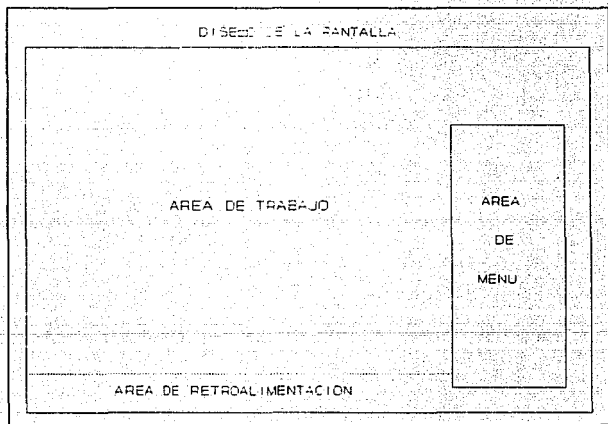 DISEÑO DE LA PANTALLA
AREA DE TRABAJO
AREA
DE
MENU
AREA DE RETROALIMENTACION